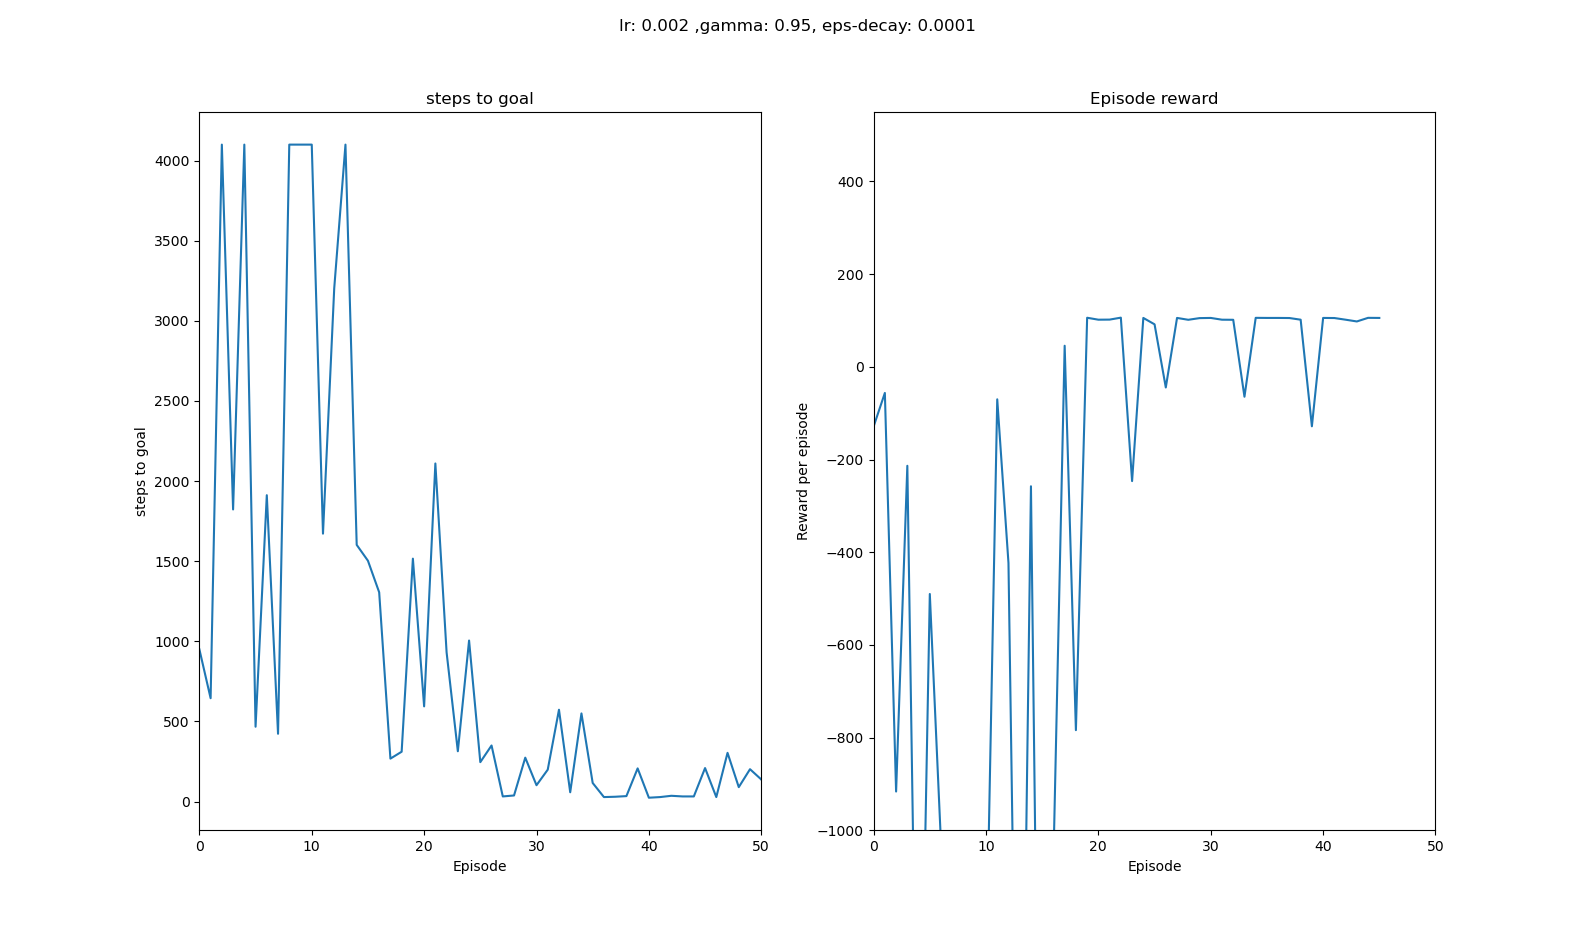 lr: 0.002 ,gamma: 0.95, eps-decay: 0.0001
steps to goal
4000
3500
3000
2500
2000
1500
1000
500
0
steps to goal
0 10 20 30 40 50
Episode
Episode reward
400
200
0
−200
−400
−600
−800
−1000
Reward per episode
0 10 20 30 40 50
Episode